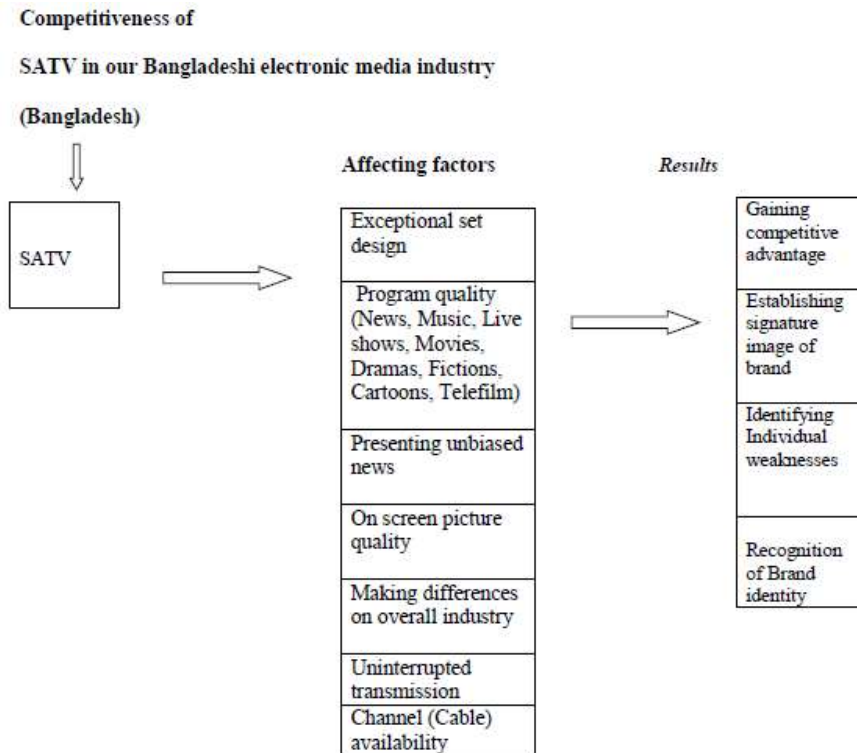 Competitiveness of
SATV in our Bangladeshi electronic media industry
(Bangladesh)
SATV
Affecting factors
Exceptional set
design
Program quality
(News, Music, Live
shows, Movies,
Dramas, Fictions,
Cartoons, Telefilm)
Presenting unbiased
news
On screen picture
quality
Making differences
on overall industry
Uninterrupted
transmission
Channel (Cable)
availability
Results
Gaining
competitive
advantage
Establishing
signature
image of
brand
Identifying
Individual
weaknesses
Recognition
of Brand
identity